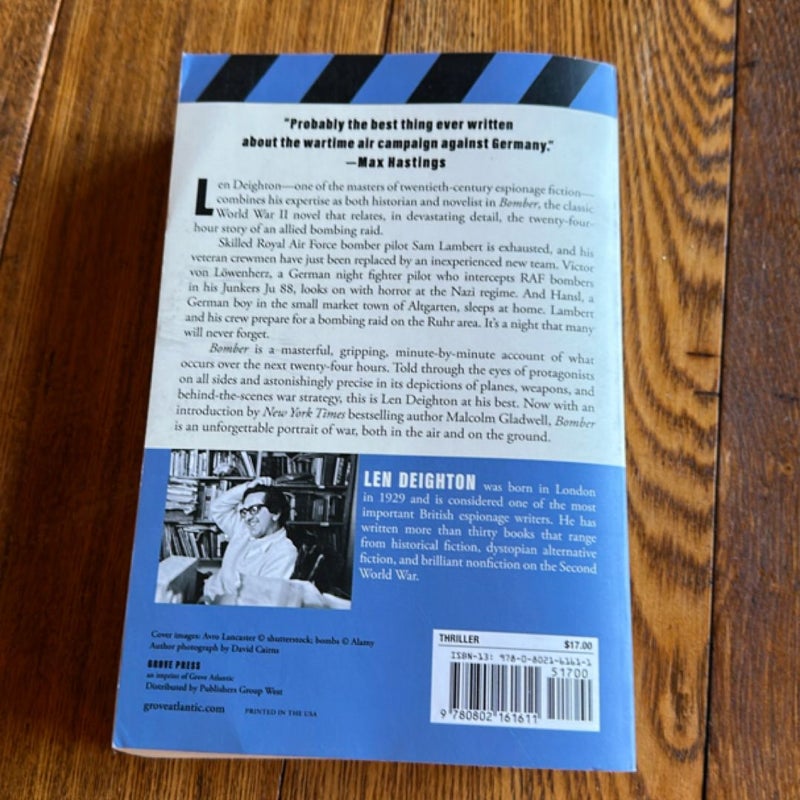 "Probably the best thing ever written
about the wartime air campaign against Germany."
—Max Hastings
Len Deighton—one of the masters of twentieth-century espionage fiction—
combines his expertise as both historian and novelist in Bomber, the classic
World War II novel that relates, in devastating detail, the twenty-four-
hour story of an allied bombing raid.
Skilled Royal Air Force bomber pilot Sam Lambert is exhausted, and his
veteran crewmen have just been replaced by an inexperienced new team. Victor
von Löwenherz, a German night fighter pilot who intercepts RAF bombers
in his Junkers Ju 88, looks on with horror at the Nazi regime. And Hansl, a
German boy in the small market town of Altgarten, sleeps at home. Lambert
and his crew prepare for a bombing raid on the Ruhr area. It's a night that many
will never forget.
Bomber is a masterful, gripping, minute-by-minute account of what
occurs over the next twenty-four hours. Told through the eyes of protagonists
on all sides and astonishingly precise in its depictions of planes, weapons, and
behind-the-scenes war strategy, this is Len Deighton at his best. Now with an
introduction by New York Times bestselling author Malcolm Gladwell, Bomber
is an unforgettable portrait of war, both in the air and on the ground.
LEN DEIGHTON was born in London
in 1929 and is considered one of the most
important British espionage writers. He has
written more than thirty books that range
from historical fiction, dystopian alternative
fiction, and brilliant nonfiction on the Second
World War.
Cover images: Avro Lancaster © shutterstock; bombs © Alamy
Author photograph by David Cairns
GROVE PRESS
an imprint of Grove Atlantic
Distributed by Publishers Group West
groveatlantic.com PRINTED IN THE USA
THRILLER $17.00
ISBN-13: 978-0-8021-6161-1
51700
9 780802 161611